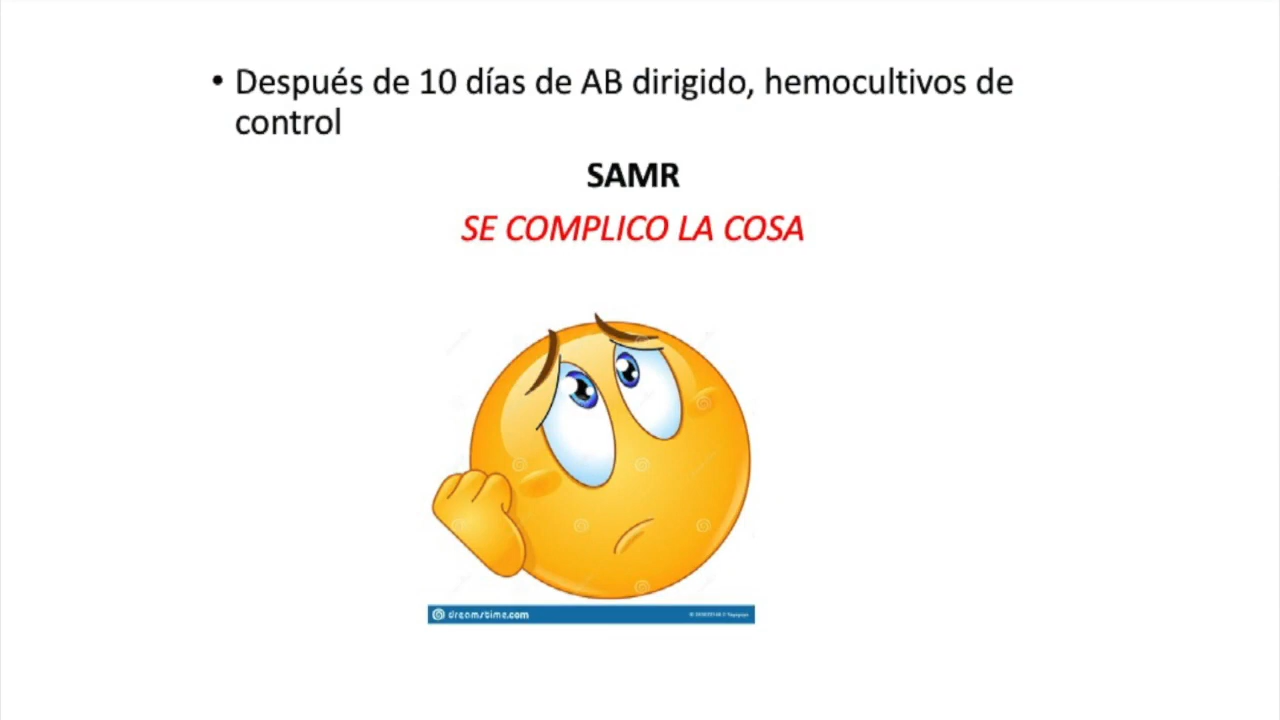 • Después de 10 días de AB dirigido, hemocultivos de
control
SAMR
SE COMPLICO LA COSA
dreamstime.com